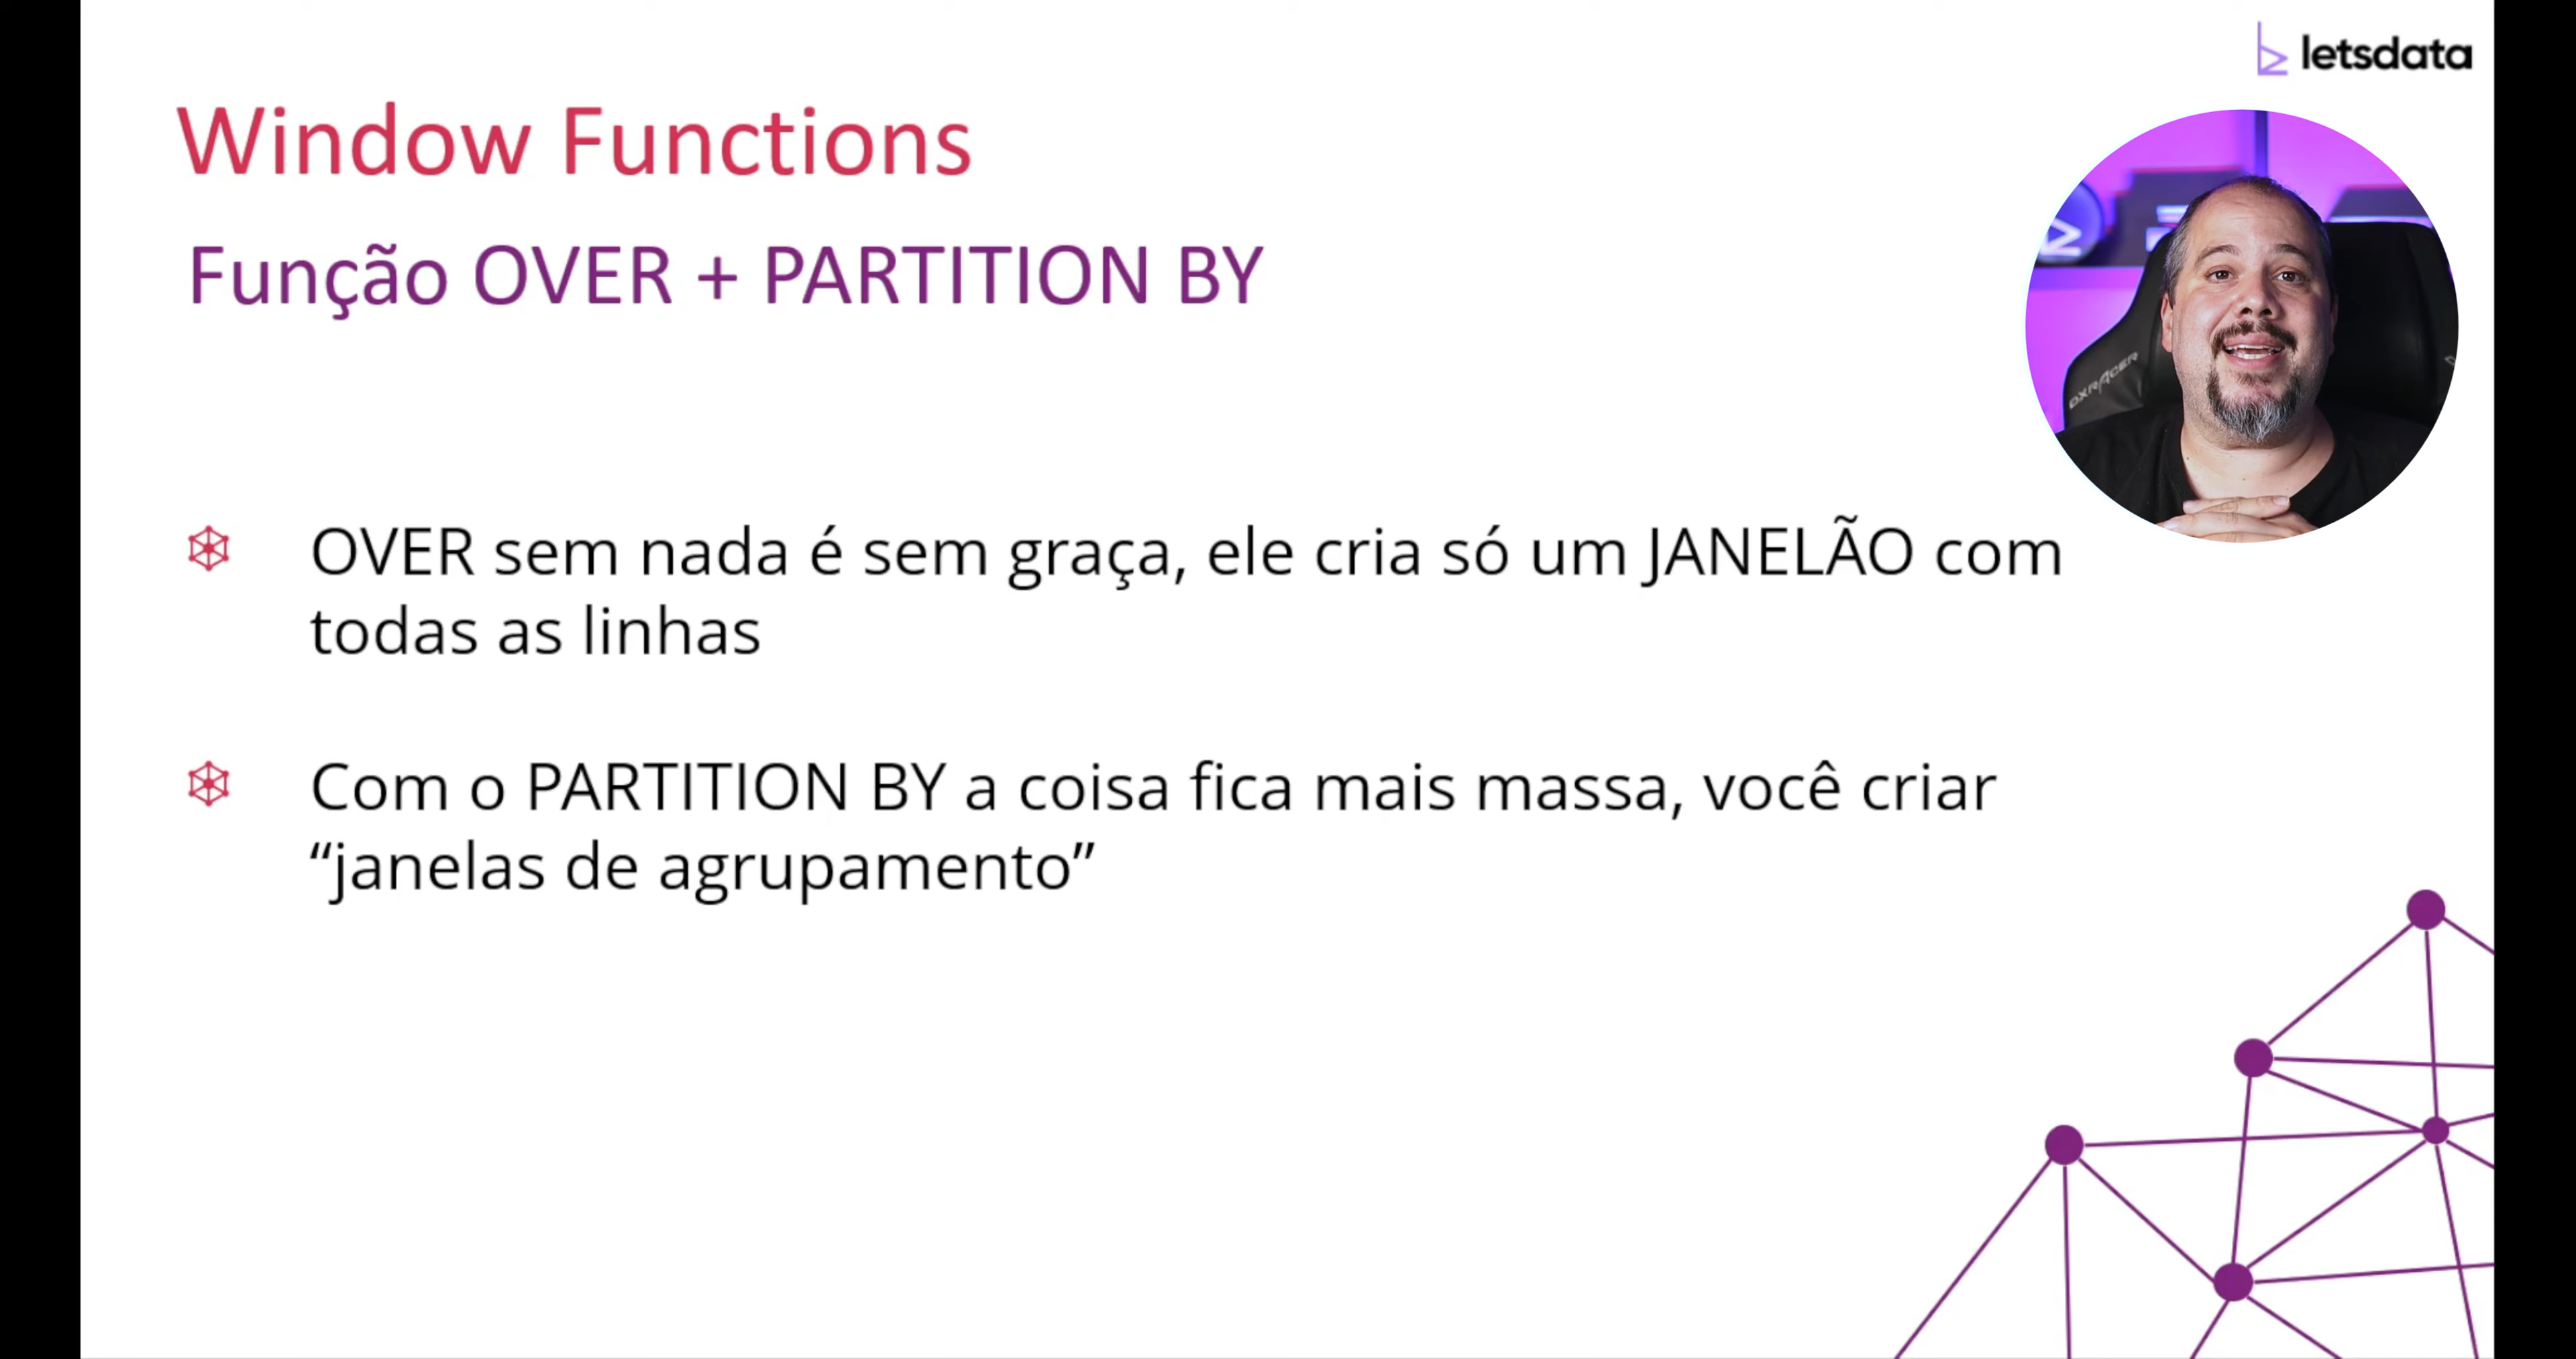 letsdata
Window Functions
Função OVER + PARTITION BY
DXRACER
OVER sem nada é sem graça, ele cria só um JANELÃO com
todas as linhas
Com o PARTITION BY a coisa fica mais massa, você criar
“janelas de agrupamento”